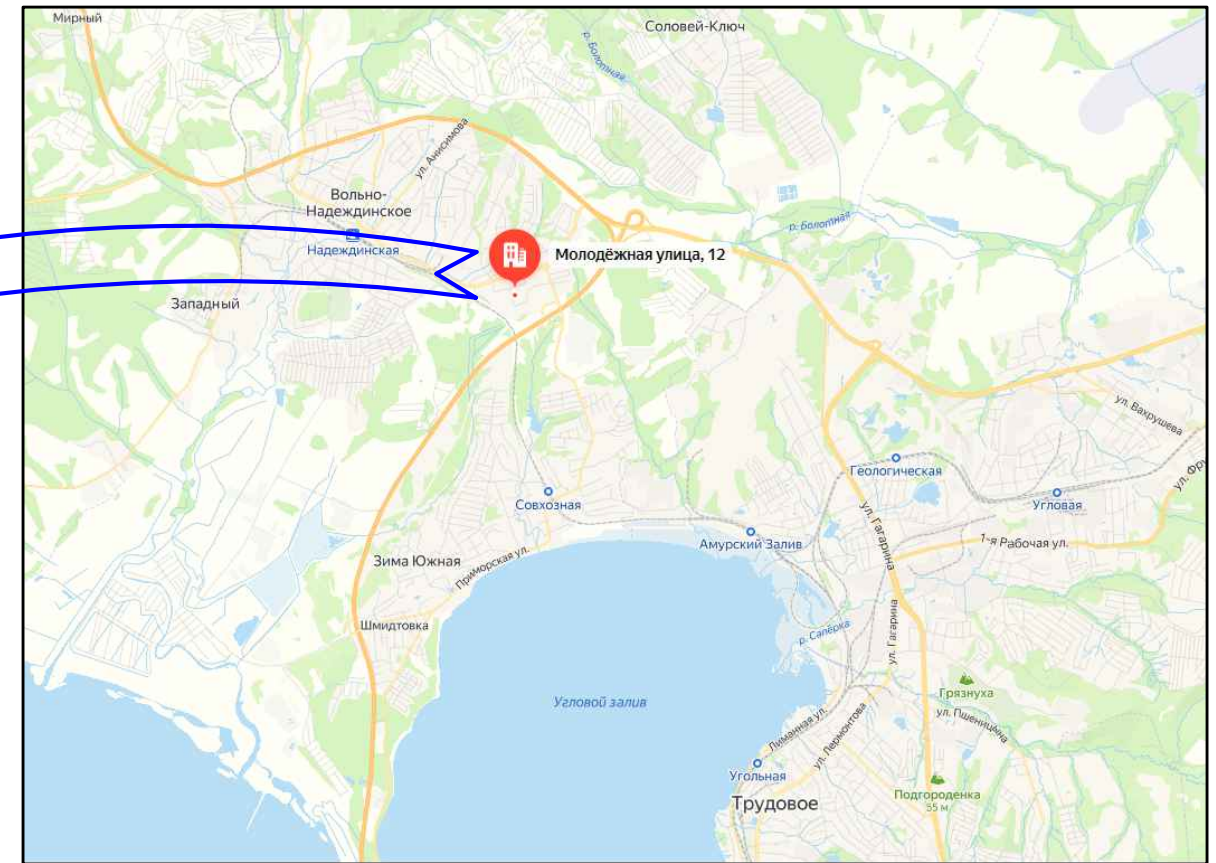 Мирный
Соловей-Ключ
р. Болотная
ул. Анисимова
Вольно-
Надеждинское
Надеждинская
Молодёжная улица, 12
р. Болотная
Западный
ул. Вахрушева
Геологическая
Угловая
Совхозная
ул. Гагарина
Амурский Залив
1-я Рабочая ул.
Зима Южная
Приморская ул.
Шмидтовка
ул. Гагарина
р. Сапёрка
Грязнуха
Угловой залив
ул. Пшеницына
Лиманная ул.
ул. Лермонтова
Угольная
Трудовое
Подгороденка
55 м